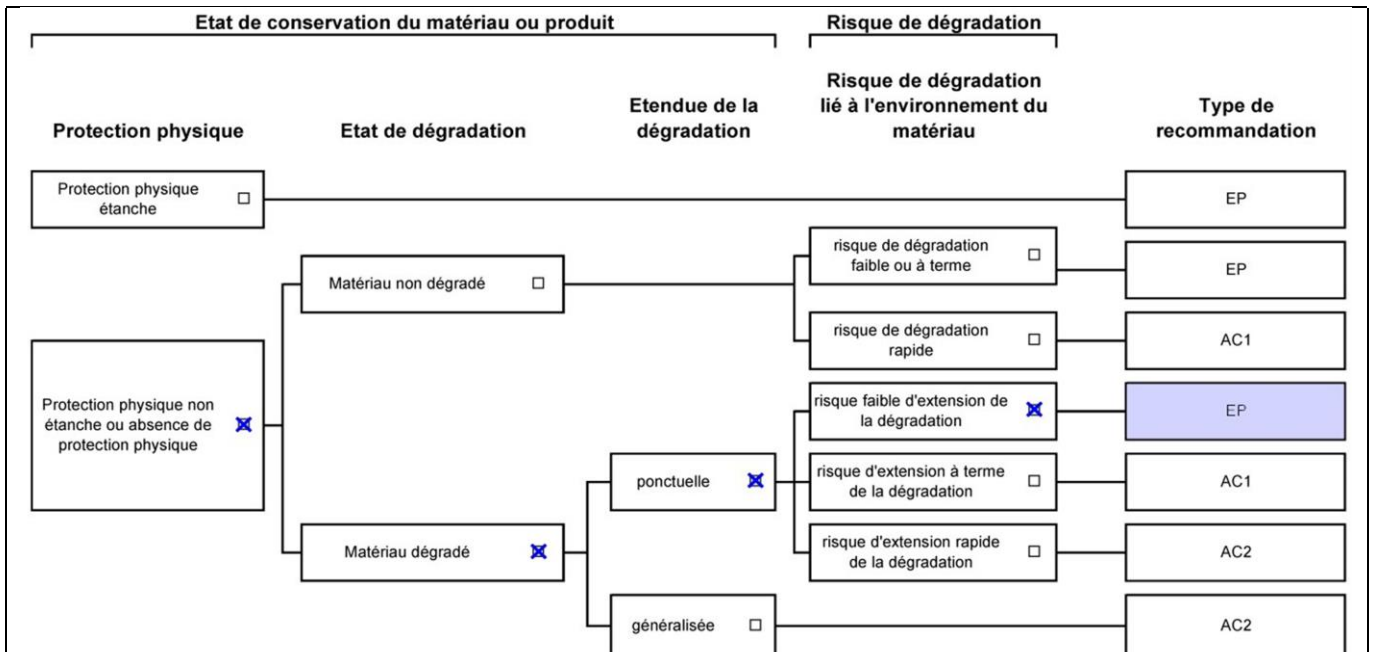 Etat de conservation du matériau ou produit
Risque de dégradation
Protection physique
Etat de dégradation
Etendue de la
dégradation
Risque de dégradation
lié à l'environnement du
matériau
Type de
recommandation
Protection physique
étanche
EP
risque de dégradation
faible ou à terme
EP
Matériau non dégradé
risque de dégradation
rapide
AC1
Protection physique non
étanche ou absence de
protection physique
risque faible d'extension de
la dégradation
EP
ponctuelle
risque d'extension à terme
de la dégradation
AC1
Matériau dégradé
risque d'extension rapide
de la dégradation
AC2
généralisée
AC2